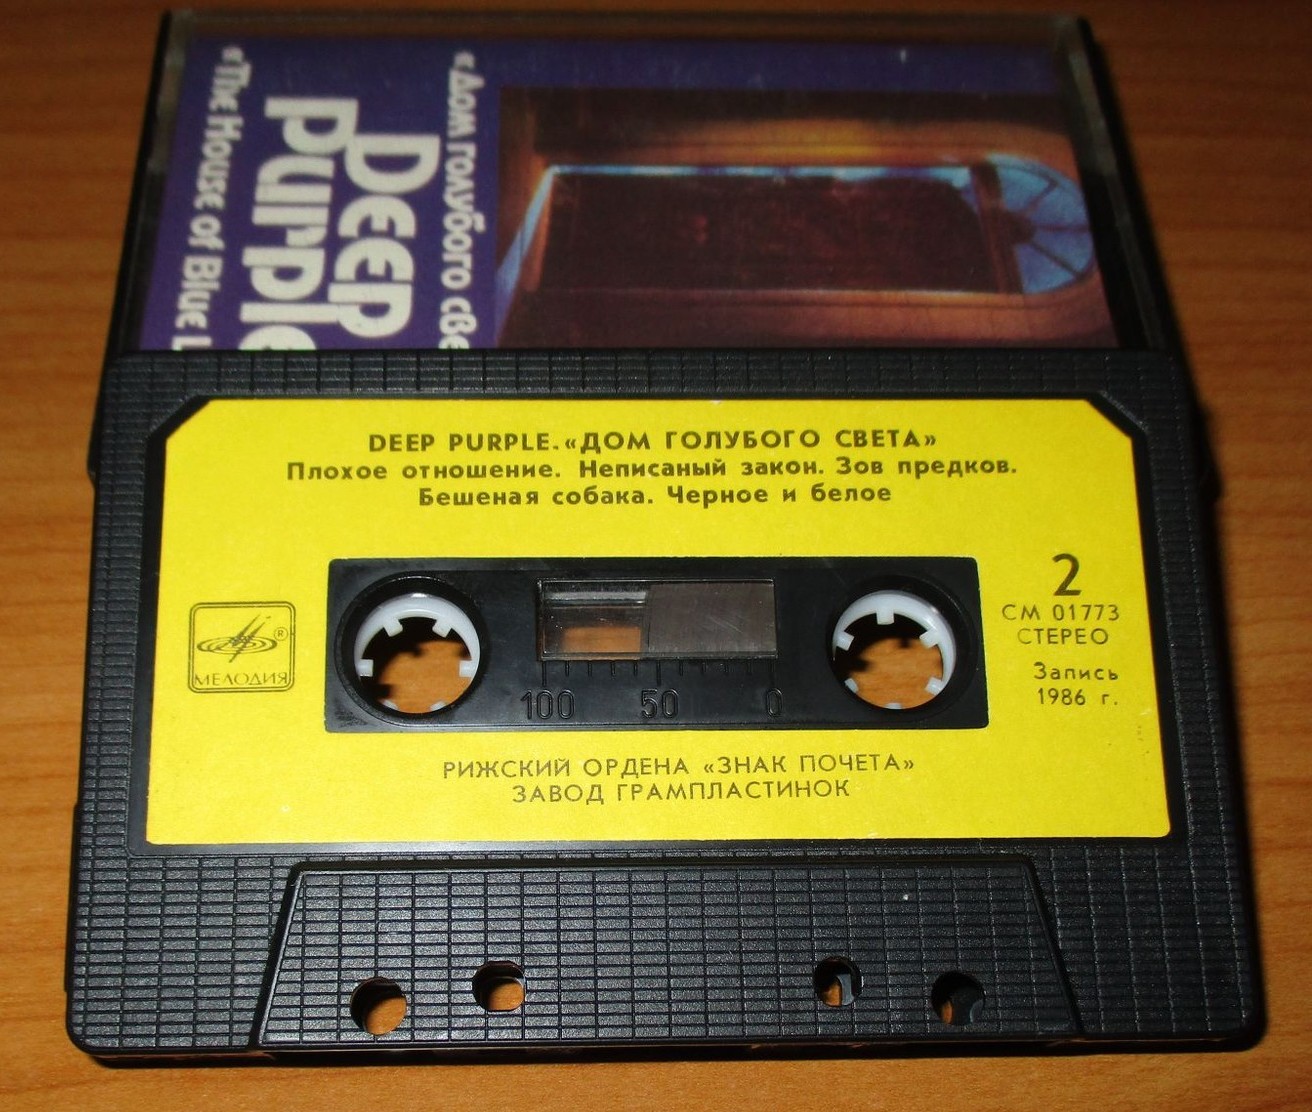 «Дом голубого све
Deep
Purple
«The House of Blue L
DEEP PURPLE. «ДОМ ГОЛУБОГО СВЕТА»
Плохое отношение. Неписаный закон. Зов предков.
Бешеная собака. Черное и белое
2
СМ 01773
СТЕРЕО
Запись
1986 г.
®
МЕЛОДИЯ
100 50 0
РИЖСКИЙ ОРДЕНА «ЗНАК ПОЧЕТА»
ЗАВОД ГРАМПЛАСТИНОК